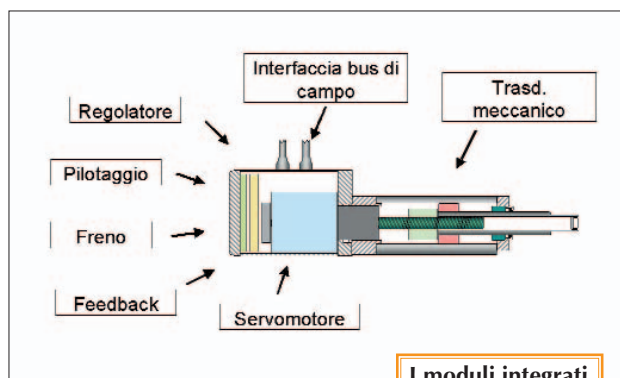 Interfaccia bus di
campo
Trasd.
meccanico
Regolatore
Pilotaggio
Freno
Feedback
Servomotore
I moduli integrati